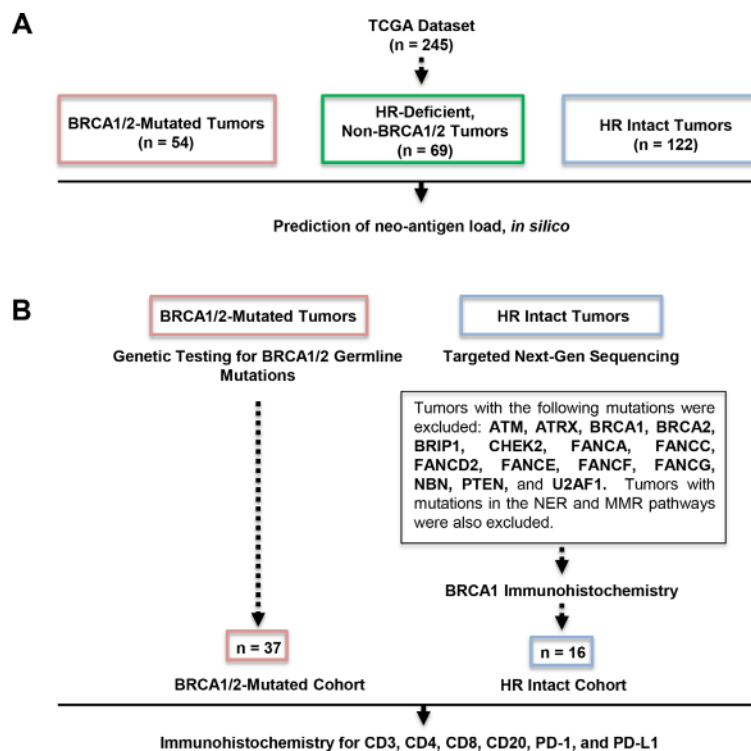 A
TCGA Dataset
(n = 245)
BRCA1/2-Mutated Tumors
(n = 54)
HR-Deficient,
Non-BRCA1/2 Tumors
(n = 69)
HR Intact Tumors
(n = 122)
Prediction of neo-antigen load, in silico
B
BRCA1/2-Mutated Tumors
Genetic Testing for BRCA1/2 Germline
Mutations
HR Intact Tumors
Targeted Next-Gen Sequencing
Tumors with the following mutations were
excluded: ATM, ATRX, BRCA1, BRCA2,
BRIP1, CHEK2, FANCA, FANCC,
FANCD2, FANCE, FANCF, FANCG,
NBN, PTEN, and U2AF1. Tumors with
mutations in the NER and MMR pathways
were also excluded.
BRCA1 Immunohistochemistry
n = 37
BRCA1/2-Mutated Cohort
n = 16
HR Intact Cohort
Immunohistochemistry for CD3, CD4, CD8, CD20, PD-1, and PD-L1